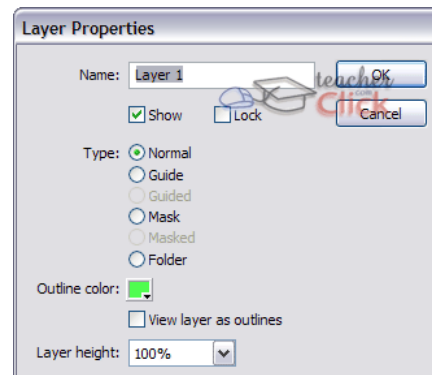 Layer Properties
Name: Layer 1 OK
Show Lock Cancel
Type: Normal
Guide
Guided
Mask
Masked
Folder
Outline color:
View layer as outlines
Layer height: 100%
teacher
com
Click